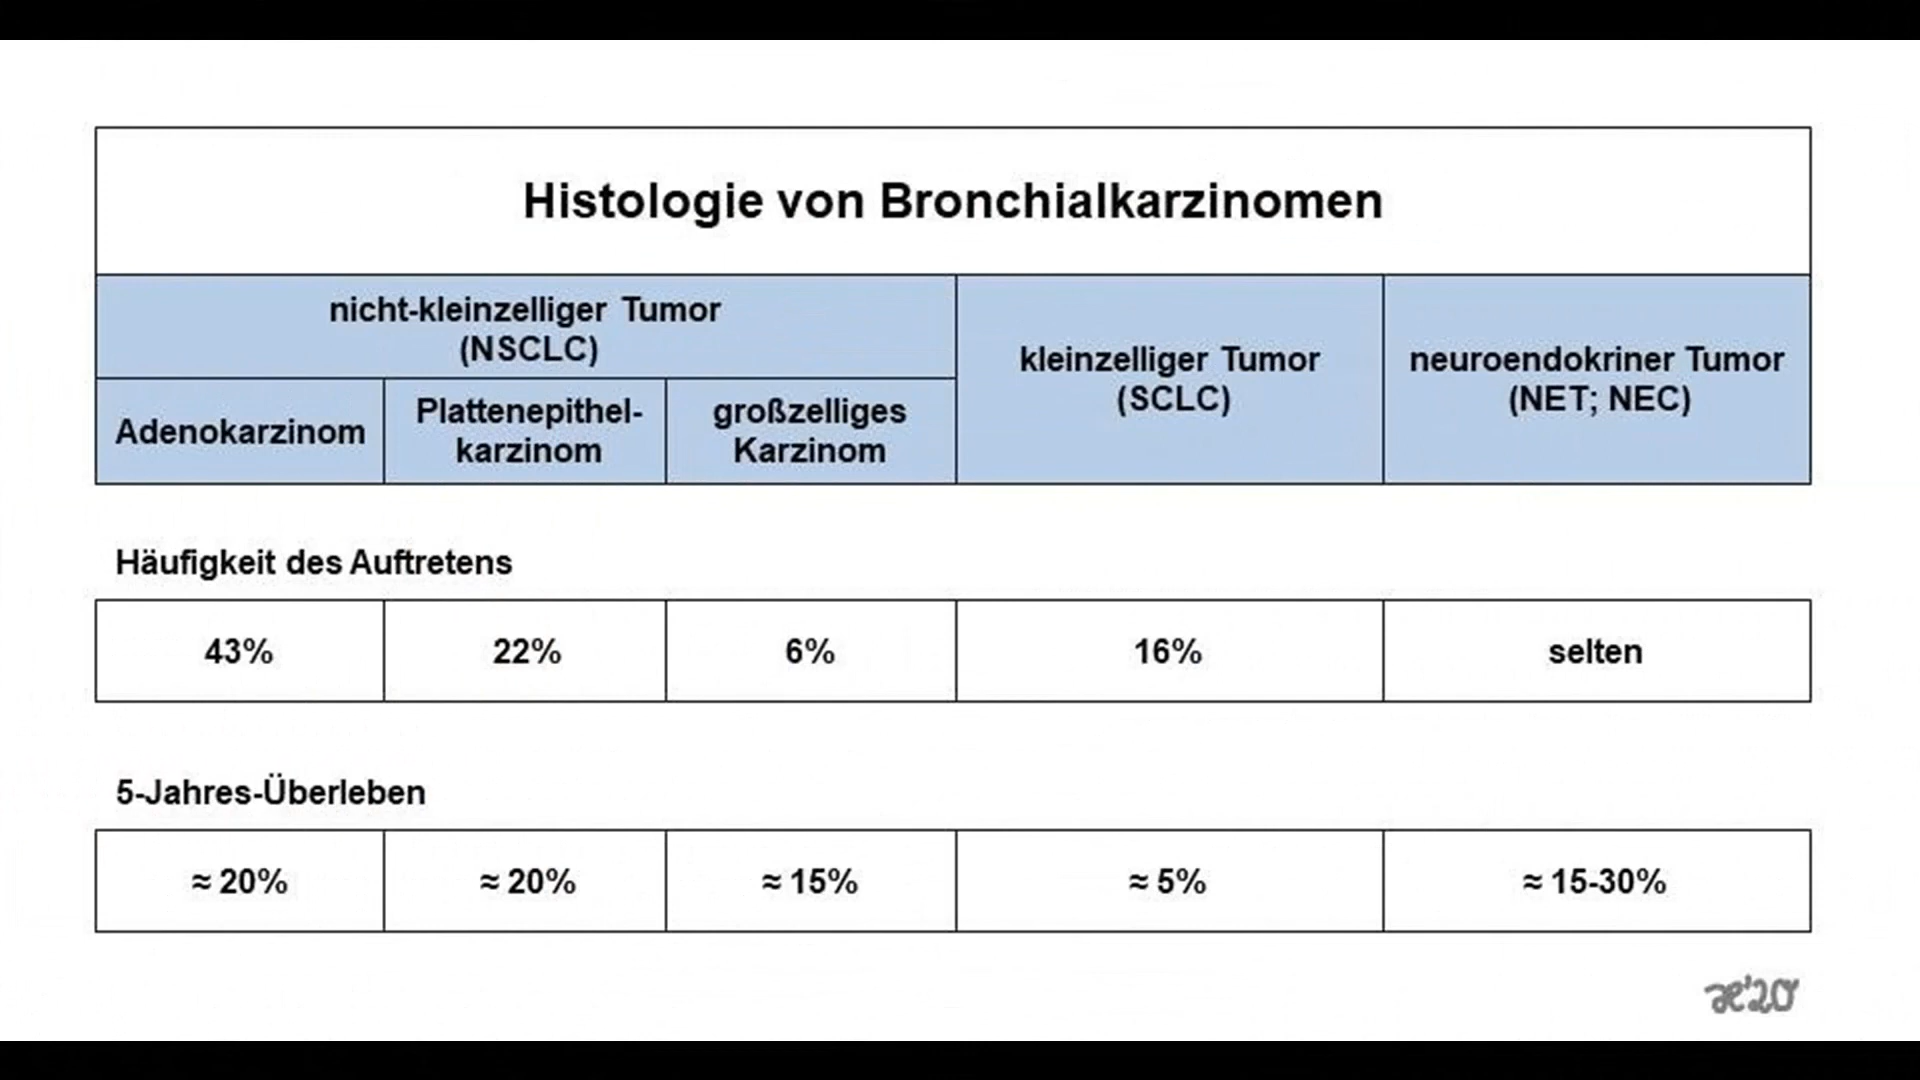 Histologie von Bronchialkarzinomen
nicht-kleinzelliger Tumor
(NSCLC)
kleinzelliger Tumor
(SCLC)
neuroendokriner Tumor
(NET; NEC)
Adenokarzinom
Plattenepithel-
karzinom
großzelliges
Karzinom
Häufigkeit des Auftretens
43% 22% 6% 16% selten
5-Jahres-Überleben
≈ 20% ≈ 20% ≈ 15% ≈ 5% ≈ 15-30%